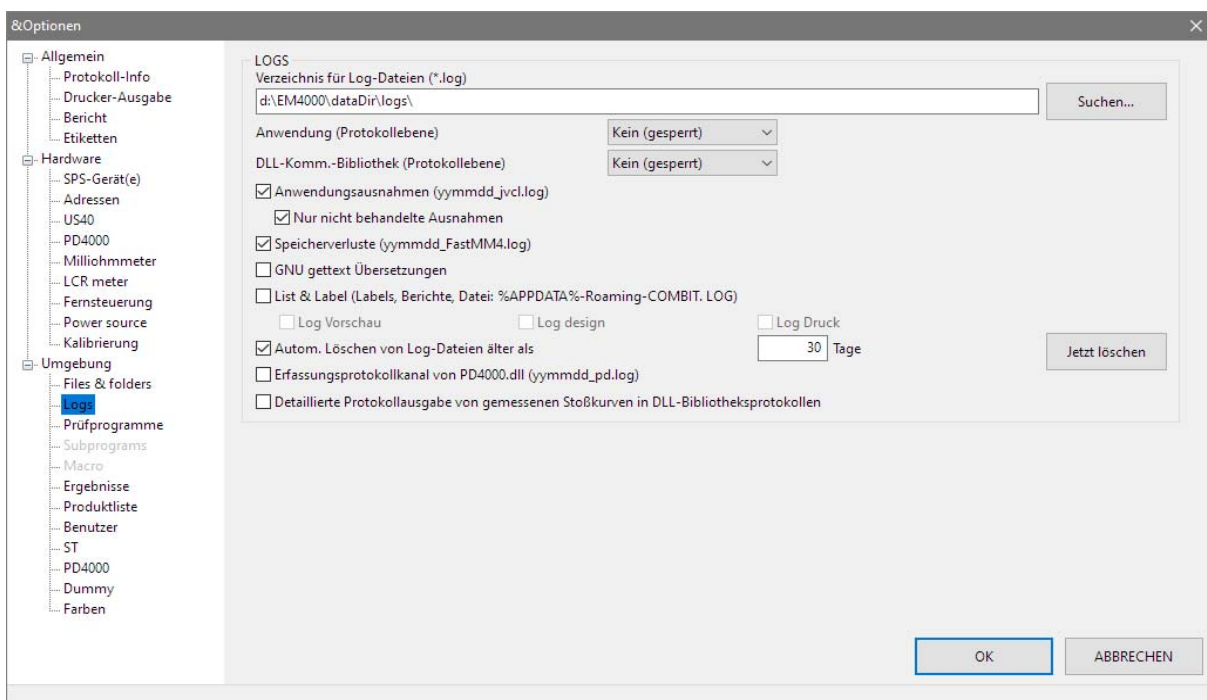 &Optionen
Allgemein
Protokoll-Info
Drucker-Ausgabe
Bericht
Etiketten
Hardware
SPS-Gerät(e)
Adressen
US40
PD4000
Milliohmmeter
LCR meter
Fernsteuerung
Power source
Kalibrierung
Umgebung
Files & folders
Logs
Prüfprogramme
Subprograms
Macro
Ergebnisse
Produktliste
Benutzer
ST
PD4000
Dummy
Farben
LOGS
Verzeichnis für Log-Dateien (*.log)
d:\EM4000\dataDir\logs\ Suchen...
Anwendung (Protokollebene) Kein (gesperrt)
DLL-Komm.-Bibliothek (Protokollebene) Kein (gesperrt)
Anwendungsausnahmen (yymmdd_jvcl.log)
Nur nicht behandelte Ausnahmen
Speicherverluste (yymmdd_FastMM4.log)
GNU gettext Übersetzungen
List & Label (Labels, Berichte, Datei: %APPDATA%-Roaming-COMBIT. LOG)
Log Vorschau Log design Log Druck
Autom. Löschen von Log-Dateien älter als 30 Tage Jetzt löschen
Erfassungsprotokollkanal von PD4000.dll (yymmdd_pd.log)
Detaillierte Protokollausgabe von gemessenen Stoßkurven in DLL-Bibliotheksprotokollen
OK ABBRECHEN